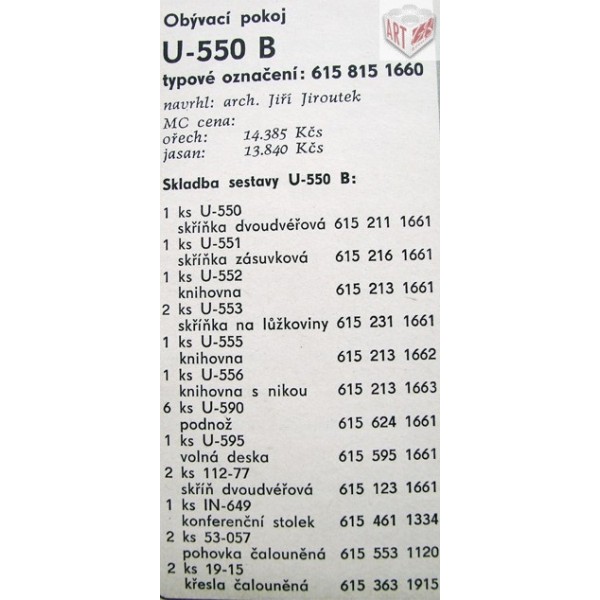 ART
Obývací pokoj
U-550 B
typové označení: 615 815 1660
navrhl: arch. Jiří Jiroutek
MC cena:
ořech: 14.385 Kčs
jasan: 13.840 Kčs
Skladba sestavy U-550 B:
1 ks U-550
skříňka dvoudvéřová 615 211 1661
1 ks U-551
skříňka zásuvková 615 216 1661
1 ks U-552
knihovna 615 213 1661
2 ks U-553
skříňka na lůžkoviny 615 231 1661
1 ks U-555
knihovna 615 213 1662
1 ks U-556
knihovna s nikou 615 213 1663
6 ks U-590
podnož 615 624 1661
1 ks U-595
volná deska 615 595 1661
2 ks 112-77
skříň dvoudvéřová 615 123 1661
1 ks IN-649
konferenční stolek 615 461 1334
2 ks 53-057
pohovka čalouněná 615 553 1120
2 ks 19-15
křesla čalouněná 615 363 1915